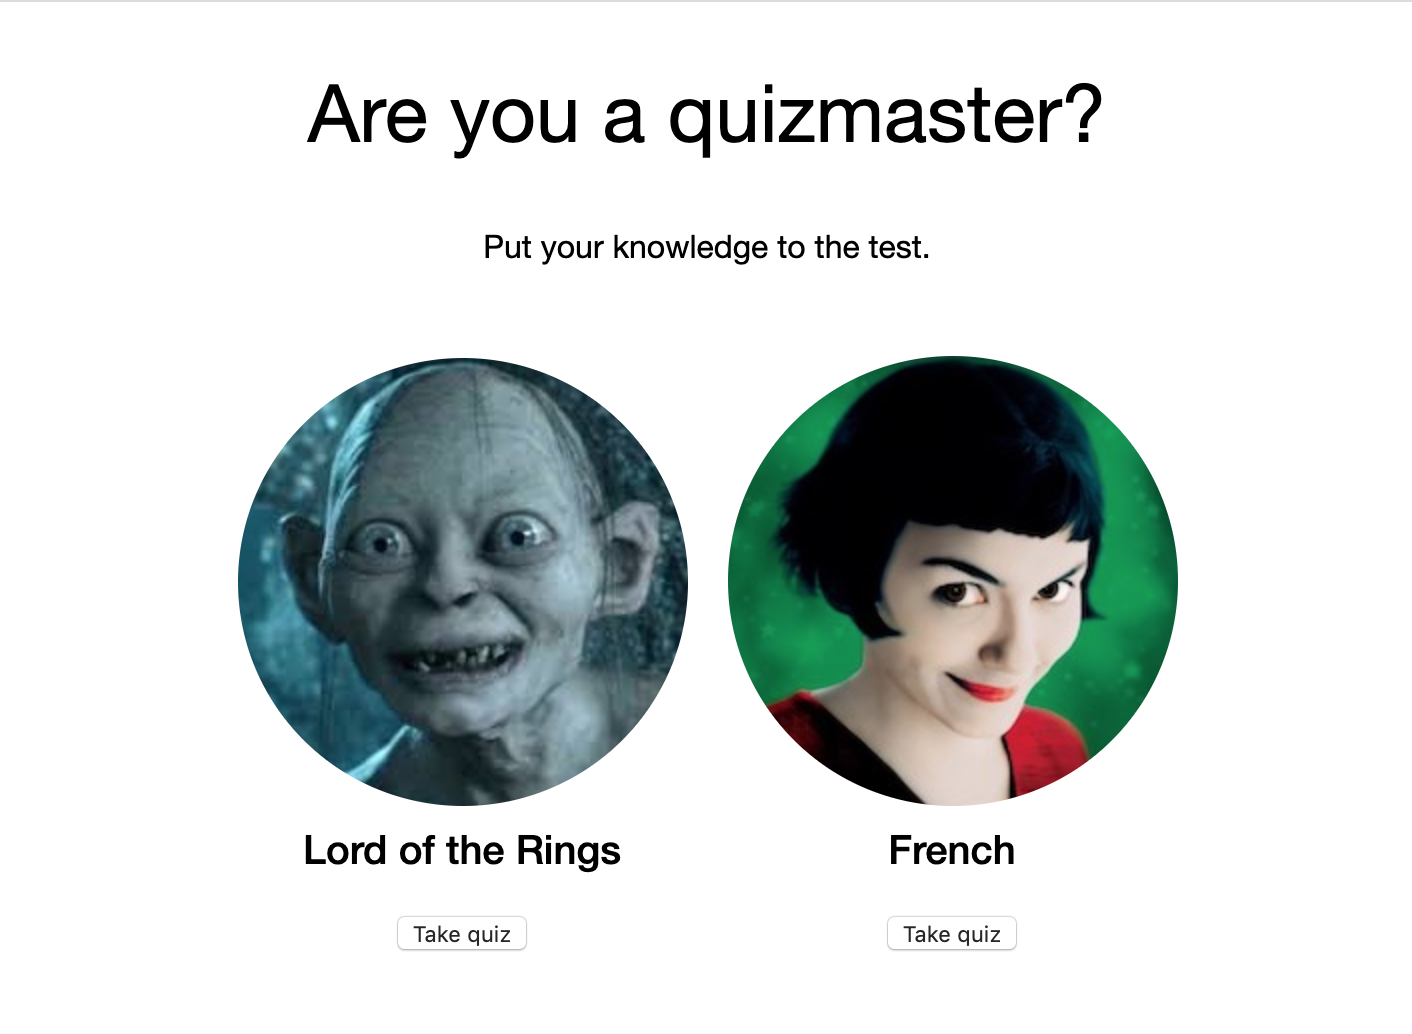 Are you a quizmaster?
Put your knowledge to the test.
Lord of the Rings
French
Take quiz
Take quiz